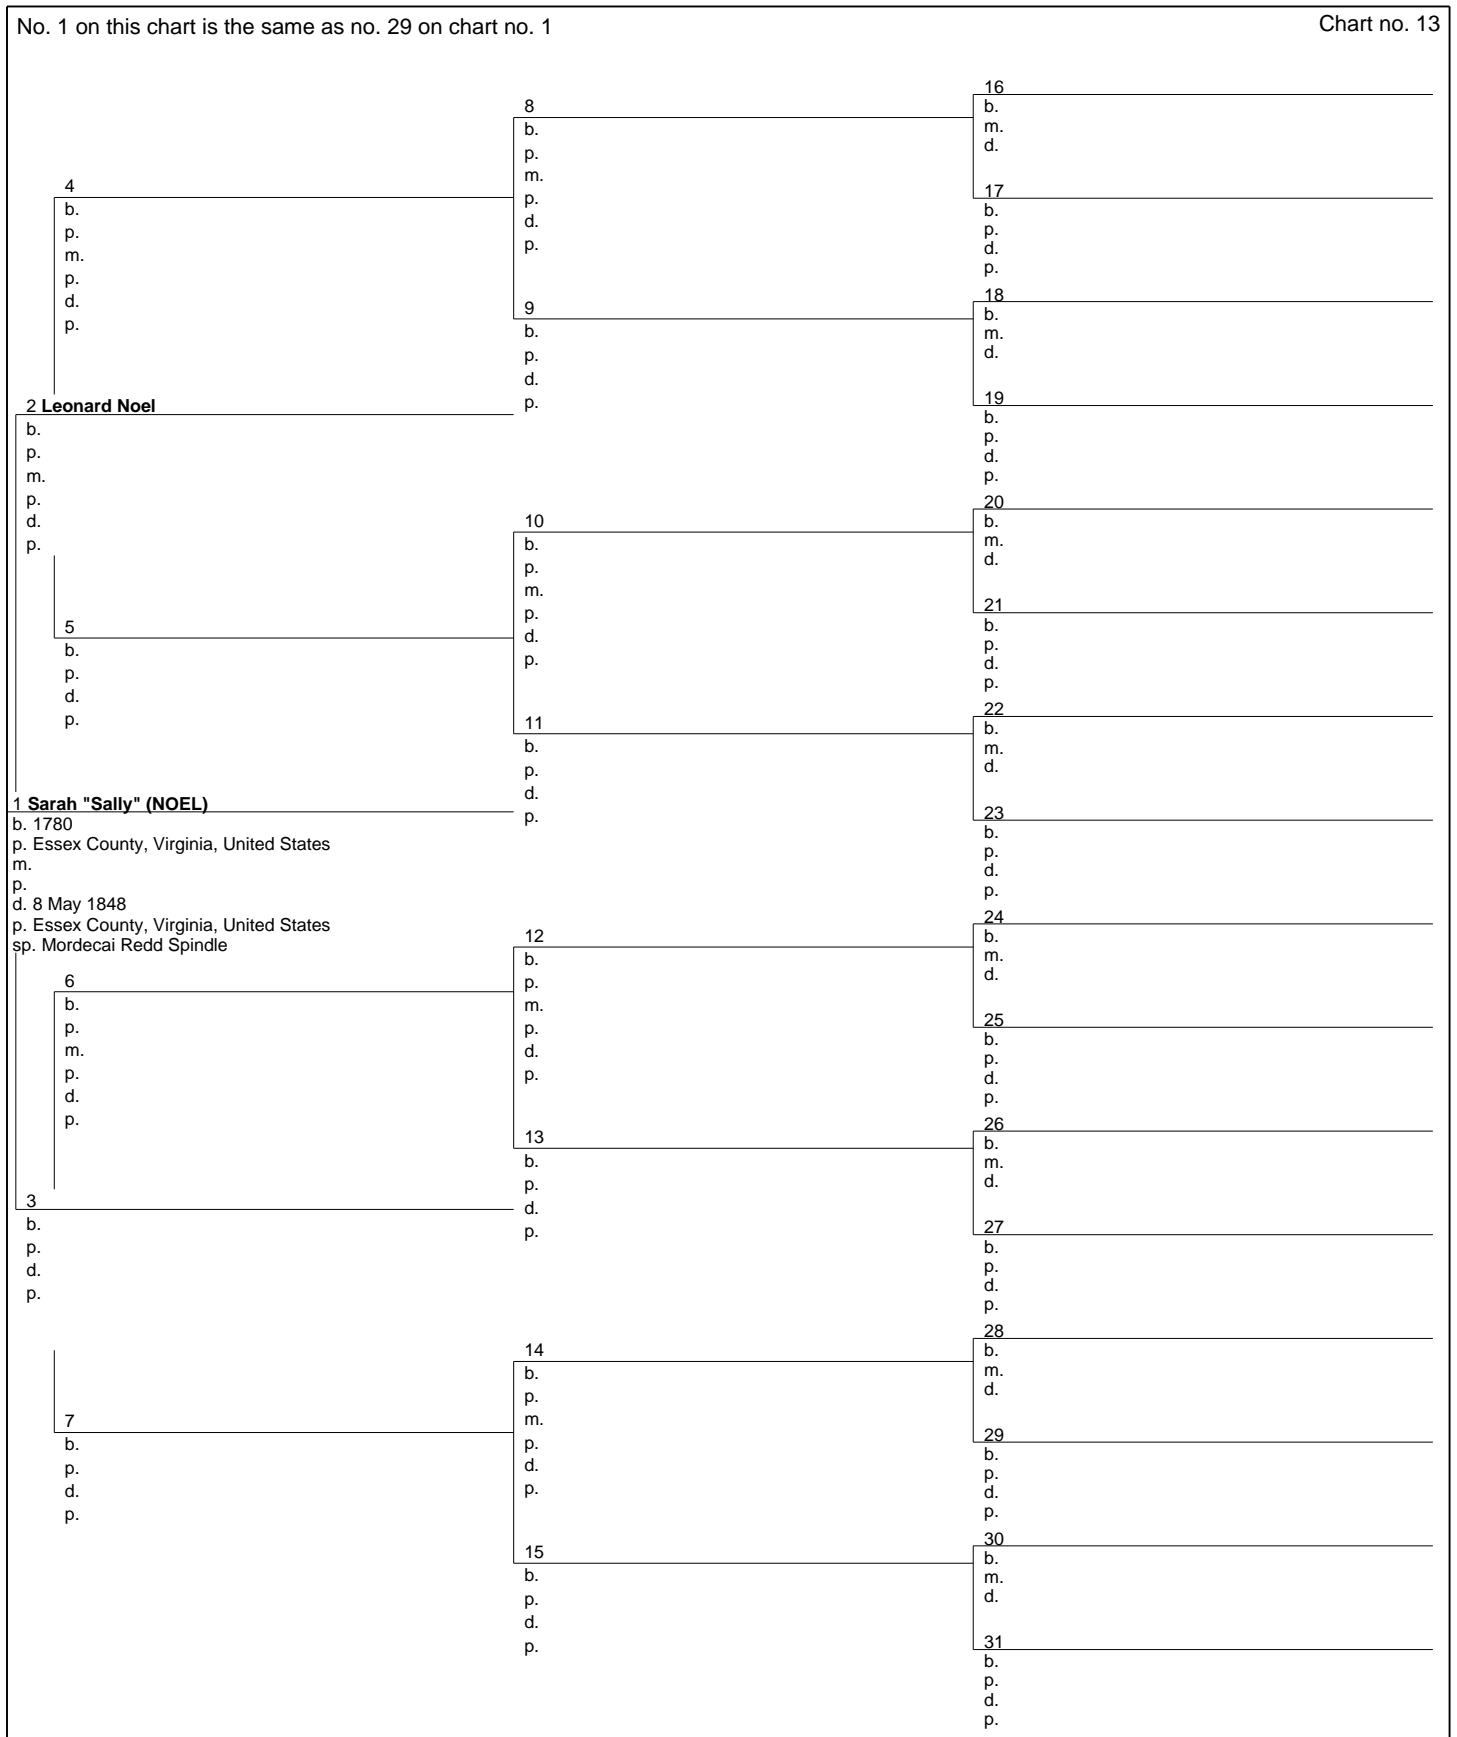 No. 1 on this chart is the same as no. 29 on chart no. 1
Chart no. 13
16
b.
m.
d.
8
b.
p.
m.
p.
d.
p.
17
b.
p.
d.
p.
4
b.
p.
m.
p.
d.
p.
18
b.
m.
d.
9
b.
p.
d.
p.
19
b.
p.
d.
p.
2 Leonard Noel
b.
p.
m.
p.
d.
p.
20
b.
m.
d.
10
b.
p.
m.
p.
d.
p.
21
b.
p.
d.
p.
5
b.
p.
d.
p.
22
b.
m.
d.
11
b.
p.
d.
p.
23
b.
p.
d.
p.
1 Sarah "Sally" (NOEL)
b. 1780
p. Essex County, Virginia, United States
m.
p.
d. 8 May 1848
p. Essex County, Virginia, United States
sp. Mordecai Redd Spindle
24
b.
m.
d.
12
b.
p.
m.
p.
d.
p.
25
b.
p.
d.
p.
6
b.
p.
m.
p.
d.
p.
26
b.
m.
d.
13
b.
p.
d.
p.
27
b.
p.
d.
p.
3
b.
p.
d.
p.
28
b.
m.
d.
14
b.
p.
m.
p.
d.
p.
29
b.
p.
d.
p.
7
b.
p.
d.
p.
30
b.
m.
d.
15
b.
p.
d.
p.
31
b.
p.
d.
p.